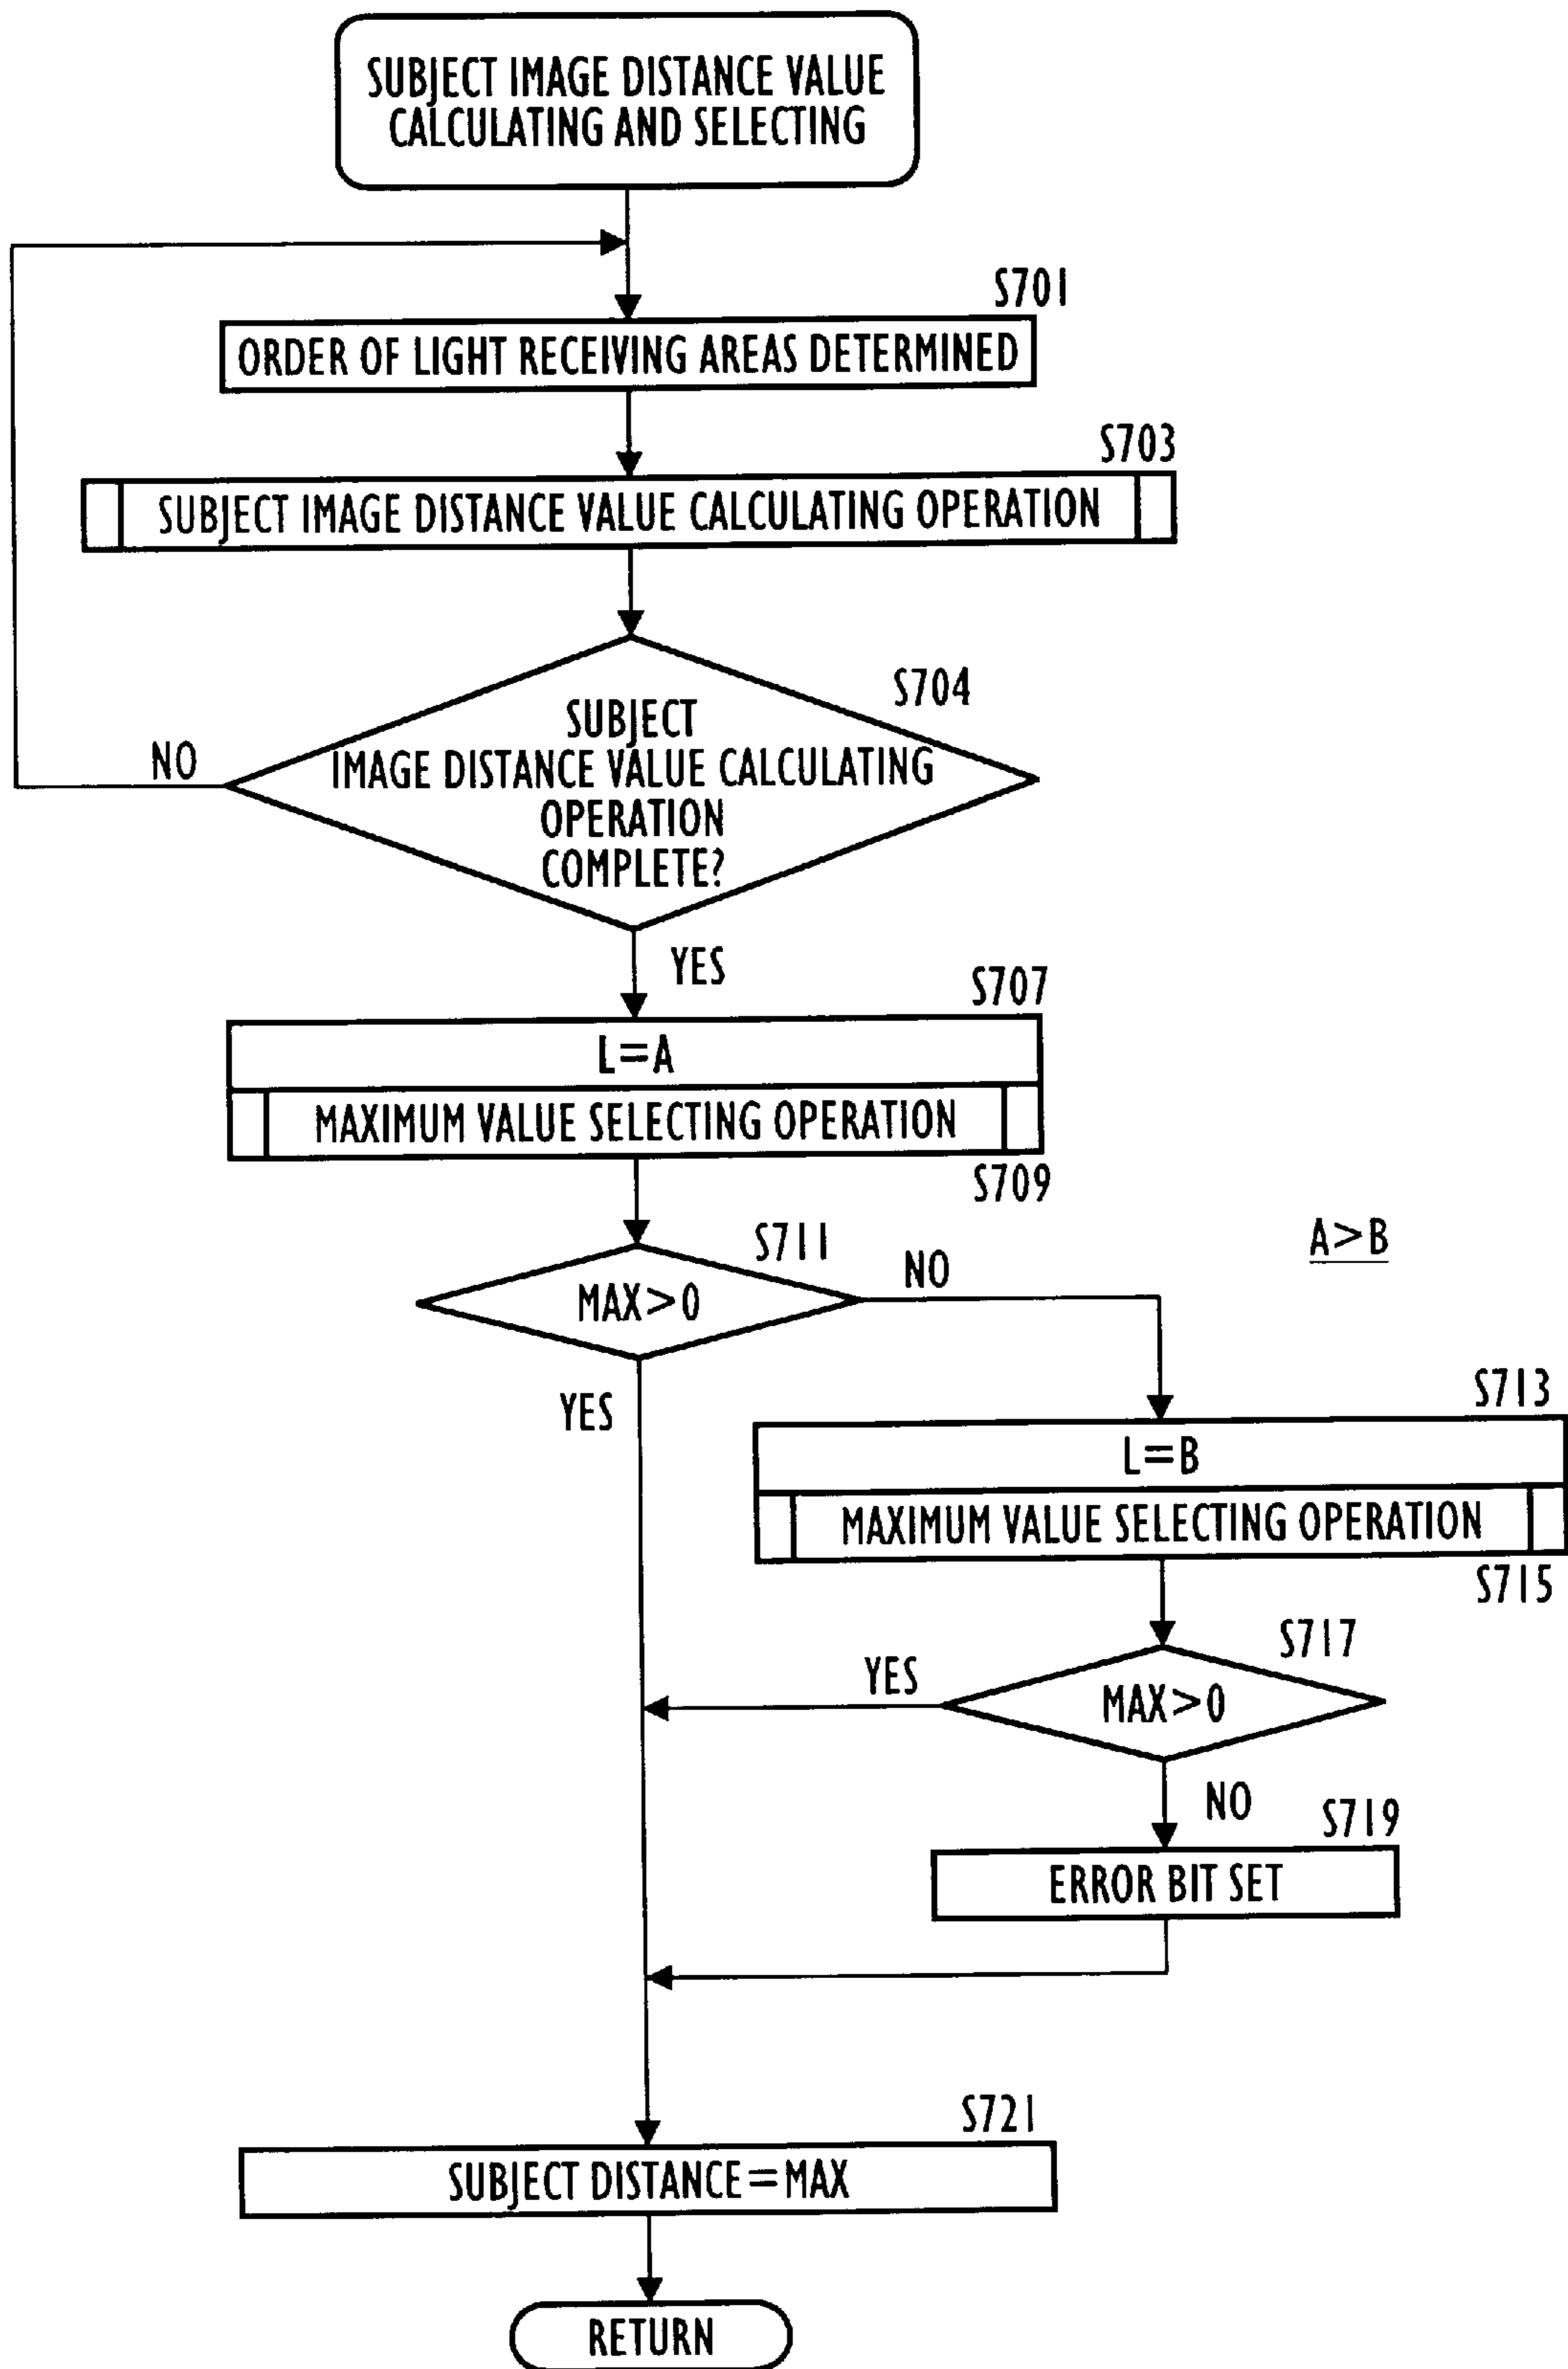 SUBJECT IMAGE DISTANCE VALUE
CALCULATING AND SELECTING
S701
ORDER OF LIGHT RECEIVING AREAS DETERMINED
S703
SUBJECT IMAGE DISTANCE VALUE CALCULATING OPERATION
S704
SUBJECT
IMAGE DISTANCE VALUE CALCULATING
OPERATION
COMPLETE?
NO
YES
S707
L=A
MAXIMUM VALUE SELECTING OPERATION
S709
S711
MAX>0
NO
A>B
YES
S713
L=B
MAXIMUM VALUE SELECTING OPERATION
S715
S717
YES
MAX>0
NO
S719
ERROR BIT SET
S721
SUBJECT DISTANCE=MAX
RETURN